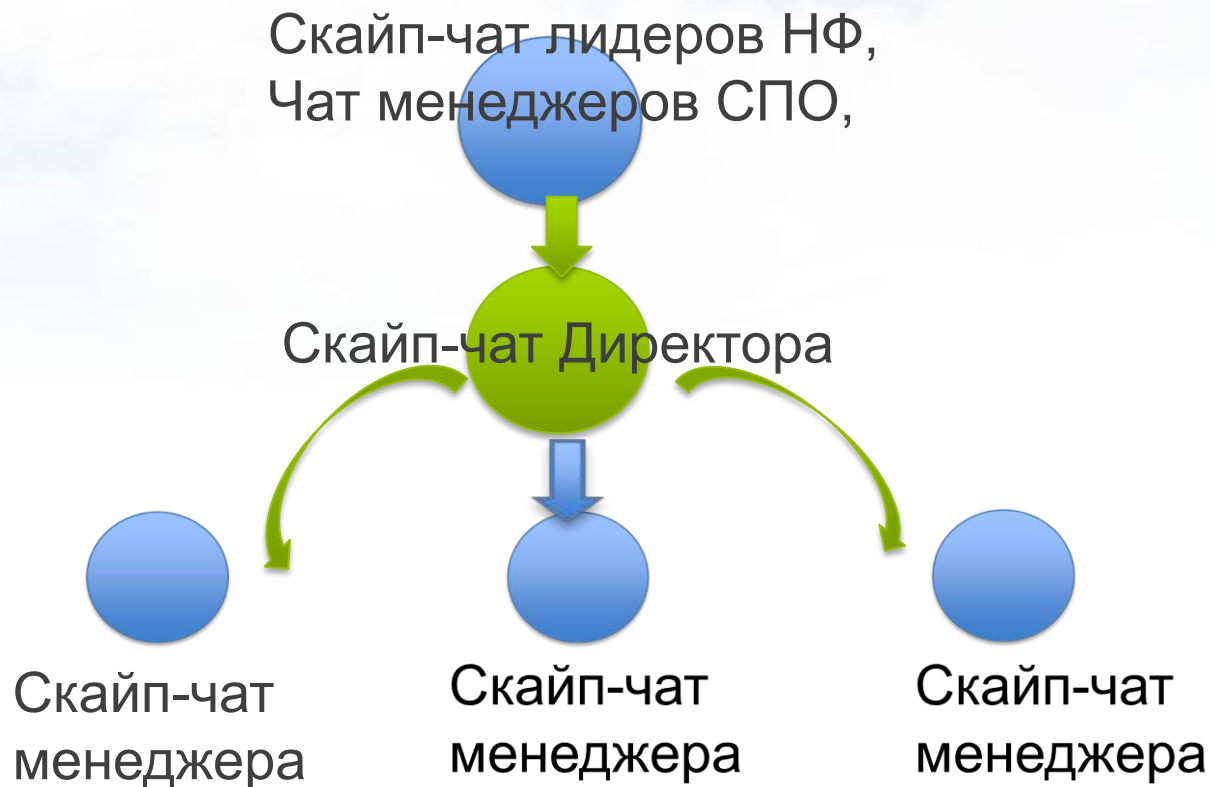 Скайп-чат лидеров НФ,
Чат менеджеров СПО,
Скайп-чат Директора
Скайп-чат
менеджера
Скайп-чат
менеджера
Скайп-чат
менеджера